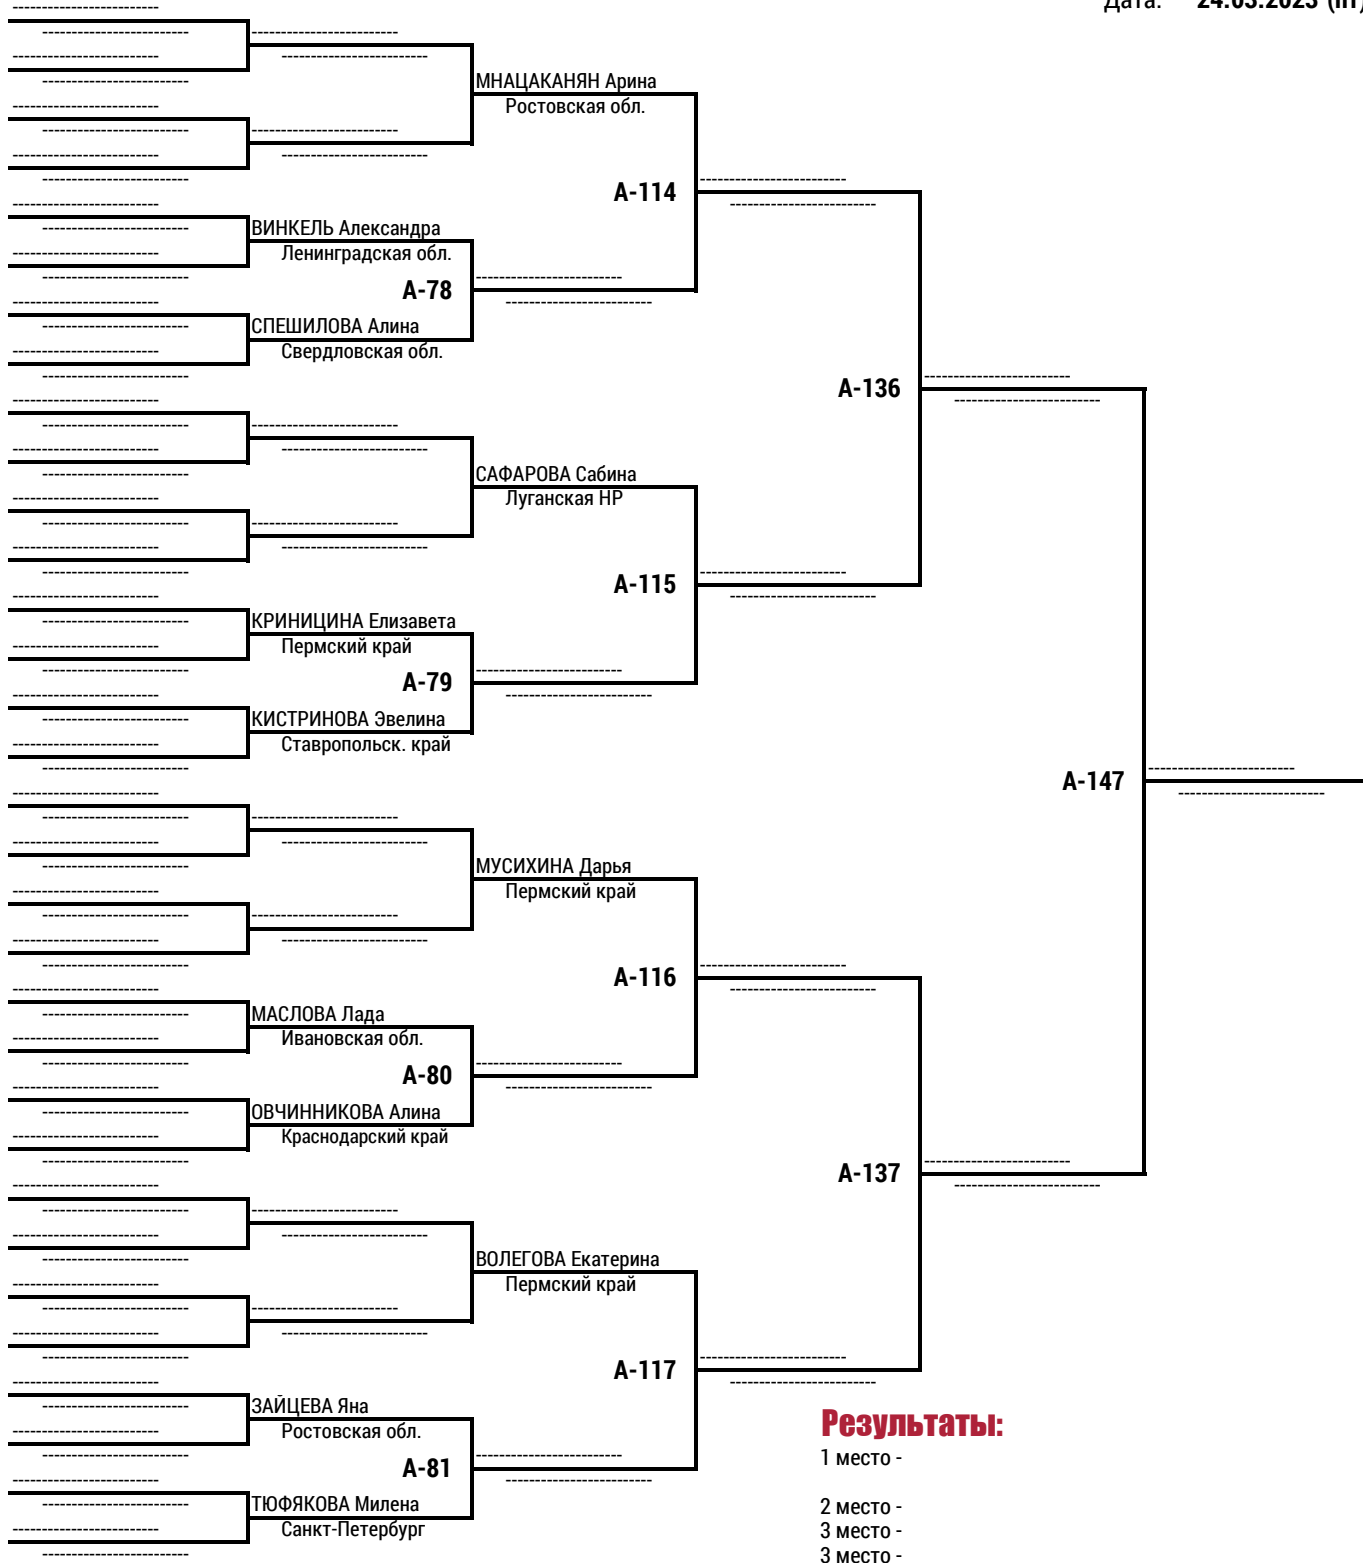 Дата: 24.03.2023 (пт)
МНАЦАКАНЯН Арина
Ростовская обл.
A-114
ВИНКЕЛЬ Александра
Ленинградская обл.
A-78
СПЕШИЛОВА Алина
Свердловская обл.
A-136
САФАРОВА Сабина
Луганская НР
A-115
КРИНИЦИНА Елизавета
Пермский край
A-79
КИСТРИНОВА Эвелина
Ставропольск. край
A-147
МУСИХИНА Дарья
Пермский край
A-116
МАСЛОВА Лада
Ивановская обл.
A-80
ОВЧИННИКОВА Алина
Краснодарский край
A-137
ВОЛЕГОВА Екатерина
Пермский край
A-117
ЗАЙЦЕВА Яна
Ростовская обл.
A-81
ТЮФЯКОВА Милена
Санкт-Петербург
Результаты:
1 место -
2 место -
3 место -
3 место -